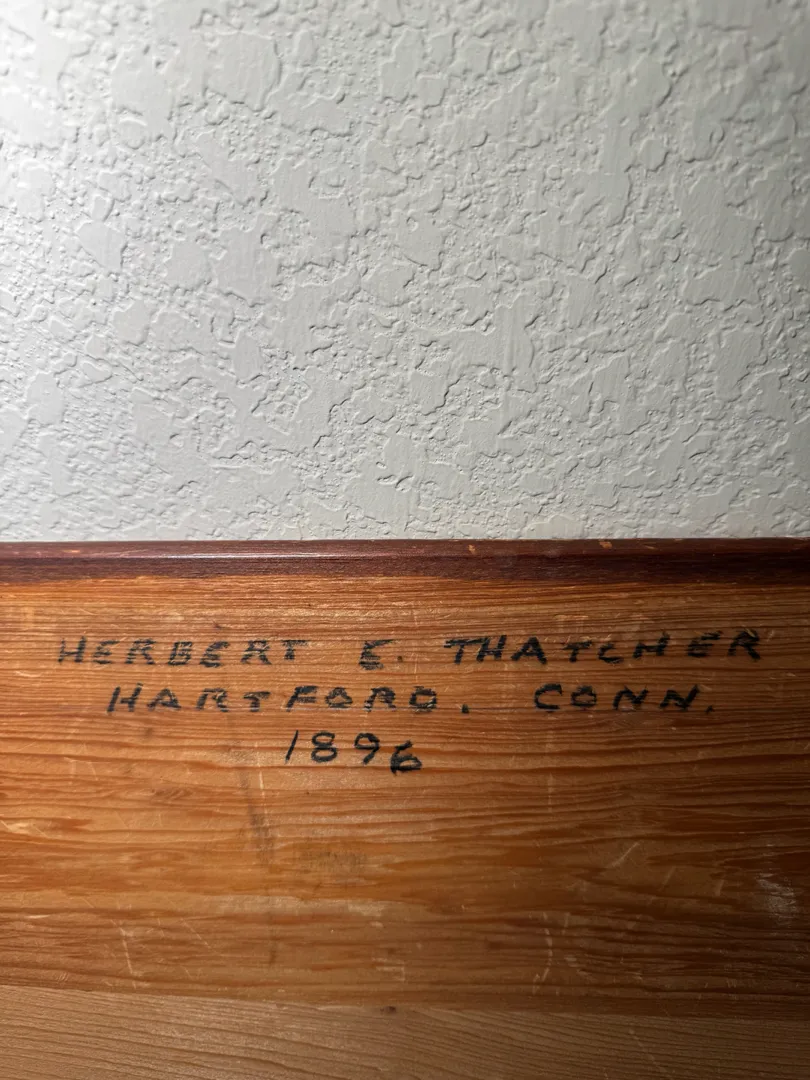 HERBERT E. THATCHER
HARTFORD. CONN.
1896